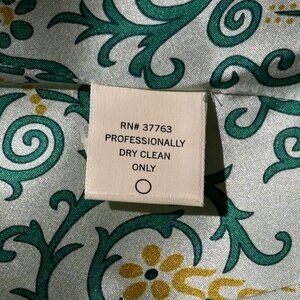 RN# 37763
PROFESSIONALLY
DRY CLEAN
ONLY